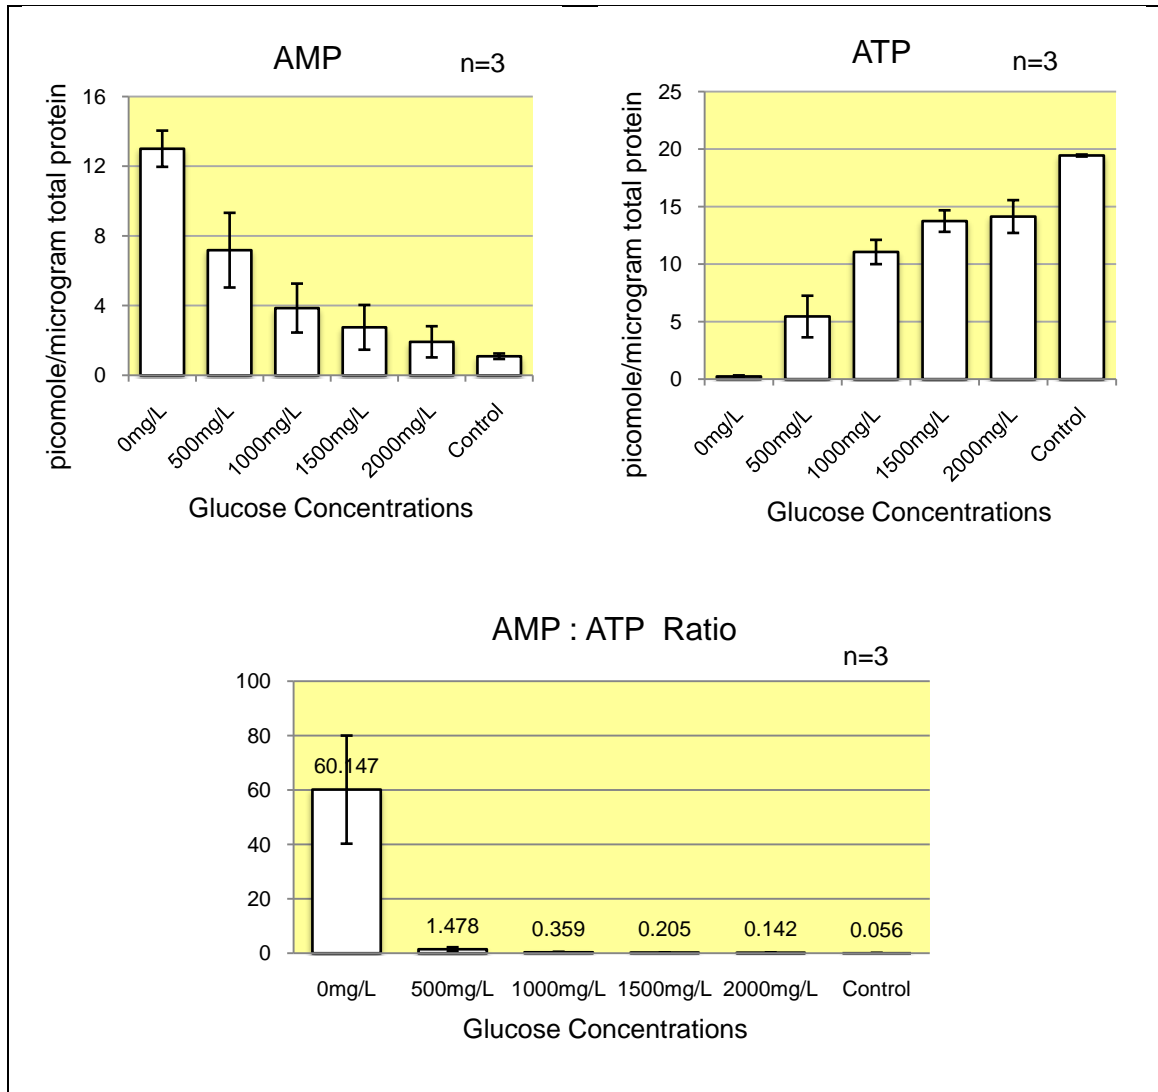 AMP
n=3
picomole/microgram total protein
16
12
8
4
0
0mg/L
500mg/L
1000mg/L
1500mg/L
2000mg/L
Control
Glucose Concentrations
ATP
n=3
picomole/microgram total protein
25
20
15
10
5
0
0mg/L
500mg/L
1000mg/L
1500mg/L
2000mg/L
Control
Glucose Concentrations
AMP : ATP Ratio
n=3
100
80
60
40
20
0
60.147
1.478
0.359
0.205
0.142
0.056
0mg/L 500mg/L 1000mg/L 1500mg/L 2000mg/L Control
Glucose Concentrations